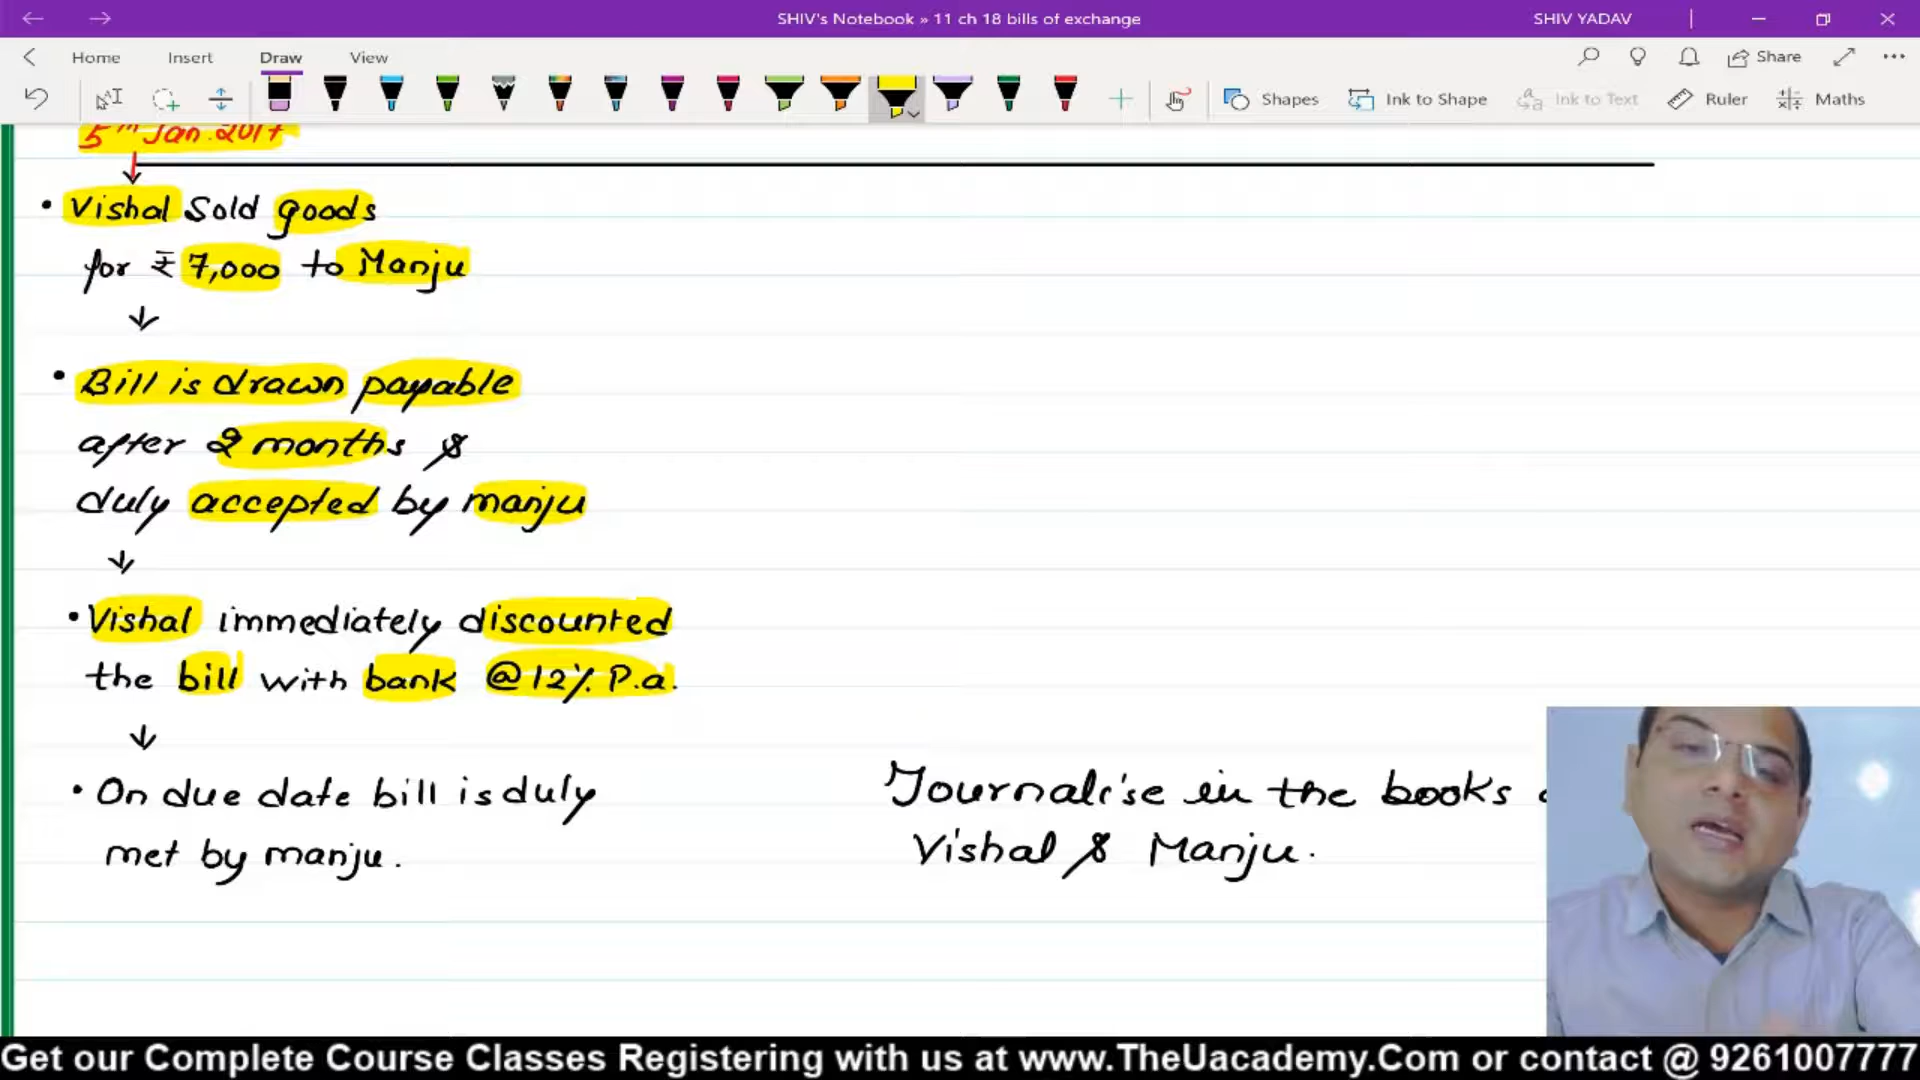 SHIV's Notebook » 11 ch 18 bills of exchange
SHIV YADAV
Home Insert Draw View
Share
Shapes
Ink to Shape
Ink to Text
Ruler
Maths
5th Jan. 2017
• Vishal Sold goods
for ₹ 7,000 to Manju
• Bill is drawn payable
after 2 months &
duly accepted by manju
• Vishal immediately discounted
the bill with bank @12% P.a.
• On due date bill is duly
met by manju.
Journalise in the books
Vishal & Manju.
Get our Complete Course Classes Registering with us at www.TheUacademy.Com or contact @ 9261007777